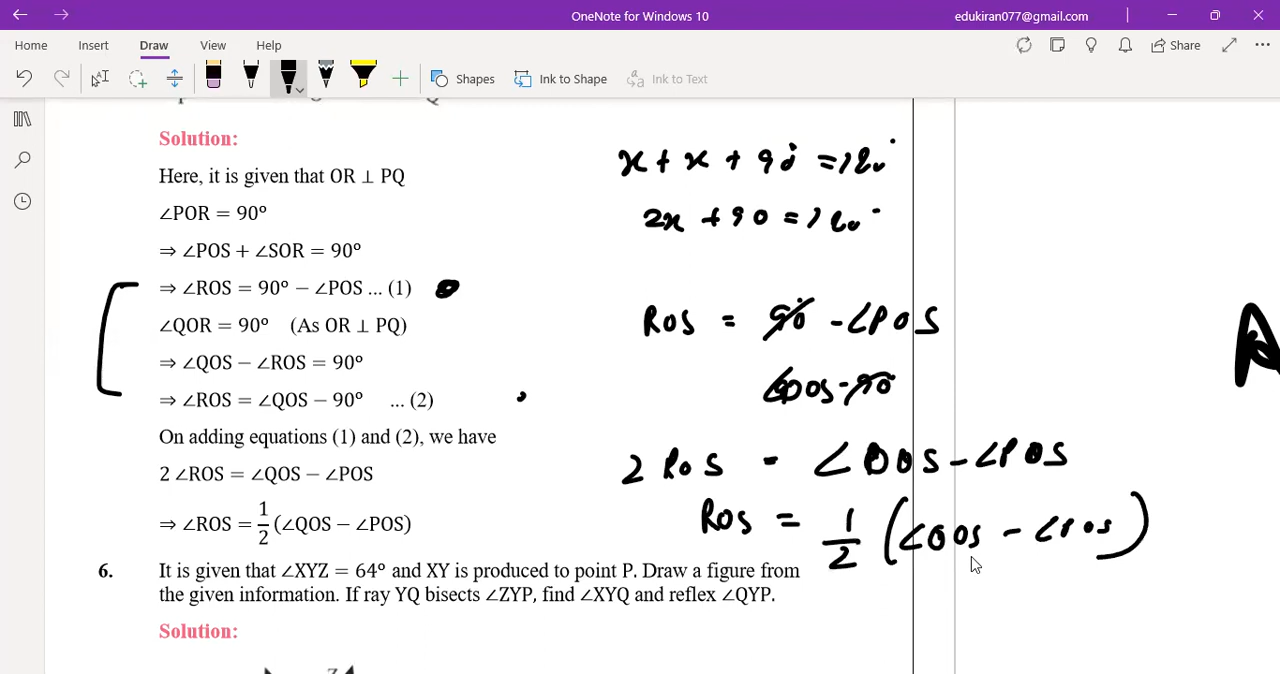 OneNote for Windows 10
edukiran077@gmail.com
Home Insert Draw View Help
Share
Shapes Ink to Shape Ink to Text
Solution:
Here, it is given that OR ⊥ PQ
∠POR = 90°
⇒ ∠POS + ∠SOR = 90°
⇒ ∠ROS = 90° − ∠POS ... (1)
∠QOR = 90° (As OR ⊥ PQ)
⇒ ∠QOS − ∠ROS = 90°
⇒ ∠ROS = ∠QOS − 90° ... (2)
On adding equations (1) and (2), we have
2 ∠ROS = ∠QOS − ∠POS
⇒ ∠ROS = 1/2 (∠QOS − ∠POS)
6. It is given that ∠XYZ = 64° and XY is produced to point P. Draw a figure from
the given information. If ray YQ bisects ∠ZYP, find ∠XYQ and reflex ∠QYP.
Solution:
x + x + 90° = 180°
2x + 90 = 180°
ROS = 90° - ∠POS
∠QOS - 90°
2 ROS = ∠QOS - ∠POS
ROS = 1/2 (∠QOS - ∠POS)